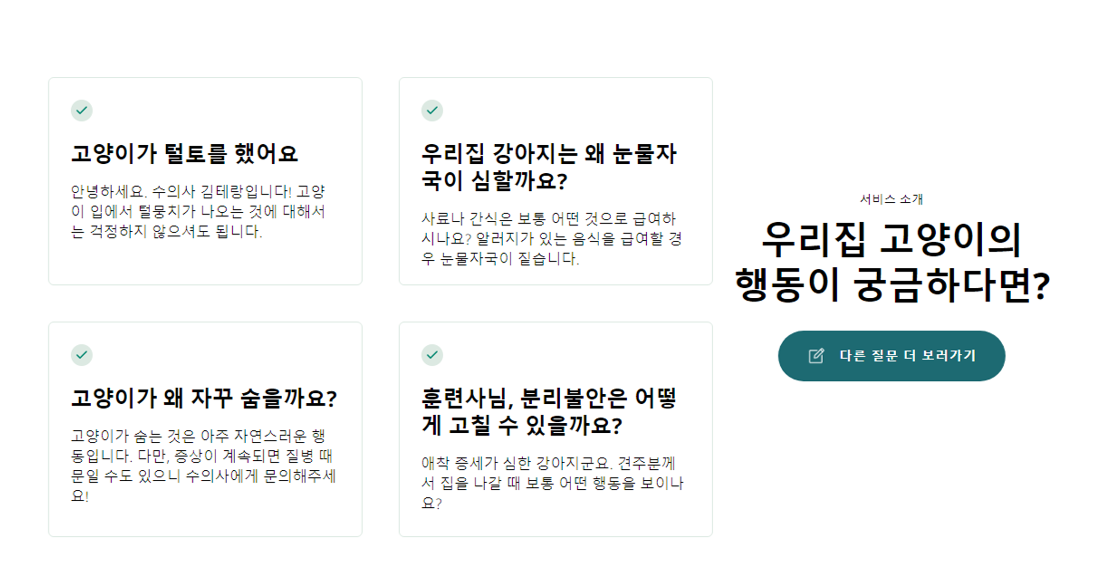 고양이가 털토를 했어요
안녕하세요. 수의사 김테랑입니다! 고양
이 입에서 털뭉치가 나오는 것에 대해서
는 걱정하지 않으셔도 됩니다.
우리집 강아지는 왜 눈물자
국이 심할까요?
사료나 간식은 보통 어떤 것으로 급여하
시나요? 알러지가 있는 음식을 급여할 경
우 눈물자국이 짙습니다.
고양이가 왜 자꾸 숨을까요?
고양이가 숨는 것은 아주 자연스러운 행
동입니다. 다만, 증상이 계속되면 질병 때
문일 수도 있으니 수의사에게 문의해주세
요!
훈련사님, 분리불안은 어떻
게 고칠 수 있을까요?
애착 증세가 심한 강아지군요. 견주분께
서 집을 나갈 때 보통 어떤 행동을 보이나
요?
서비스 소개
우리집 고양이의
행동이 궁금하다면?
다른 질문 더 보러가기